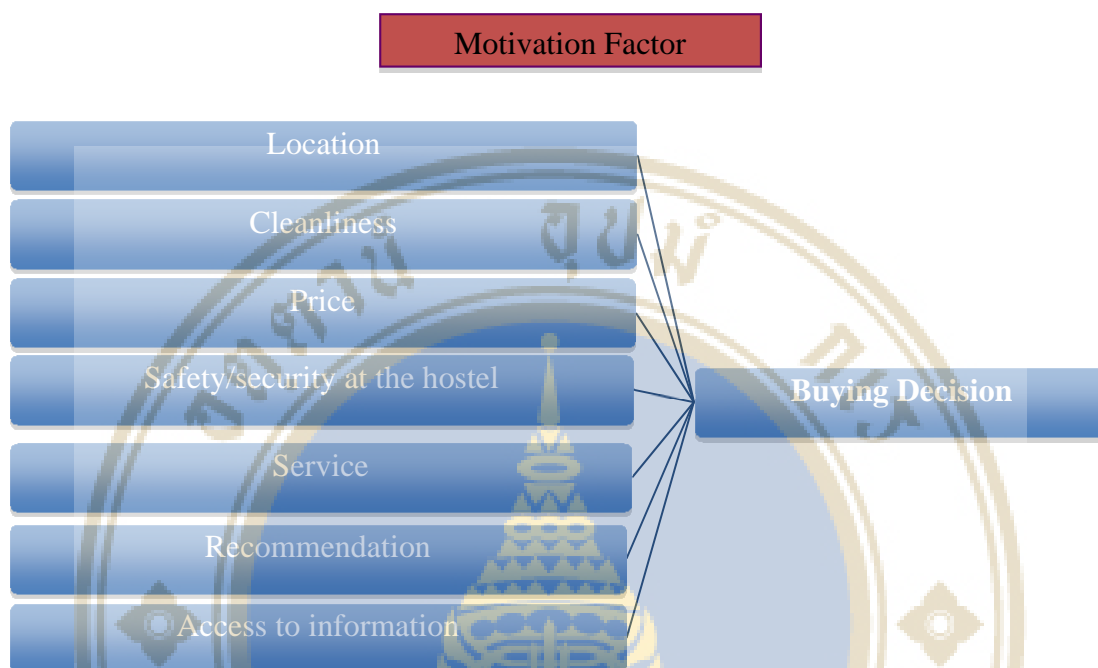 Motivation Factor
Location
Cleanliness
Price
Safety/security at the hostel
Buying Decision
Service
Recommendation
Access to information